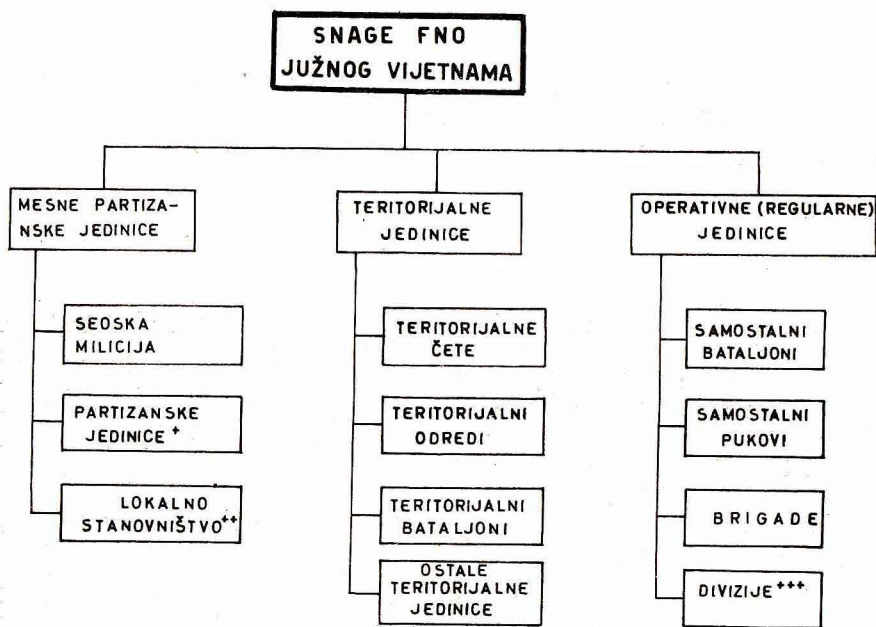 SNAGE FNO
JUŽNOG VIJETNAMA
MESNE PARTIZA-
NSKE JEDINICE
SEOSKA
MILICIJA
PARTIZANSKE
JEDINICE +
LOKALNO
STANOVNIŠTVO ++
TERITORIJALNE
JEDINICE
TERITORIJALNE
ČETE
TERITORIJALNI
ODREDI
TERITORIJALNI
BATALJONI
OSTALE
TERITORIJALNE
JEDINICE
OPERATIVNE (REGULARNE)
JEDINICE
SAMOSTALNI
BATALJONI
SAMOSTALNI
PUKOVI
BRIGADE
DIVIZIJE +++